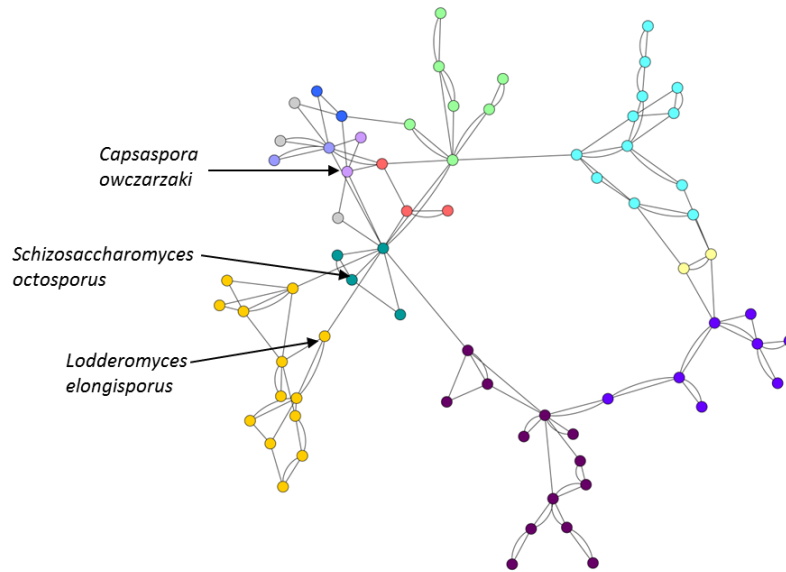 Capsaspora
owczarzaki
Schizosaccharomyces
octosporus
Lodderomyces
elongisporus